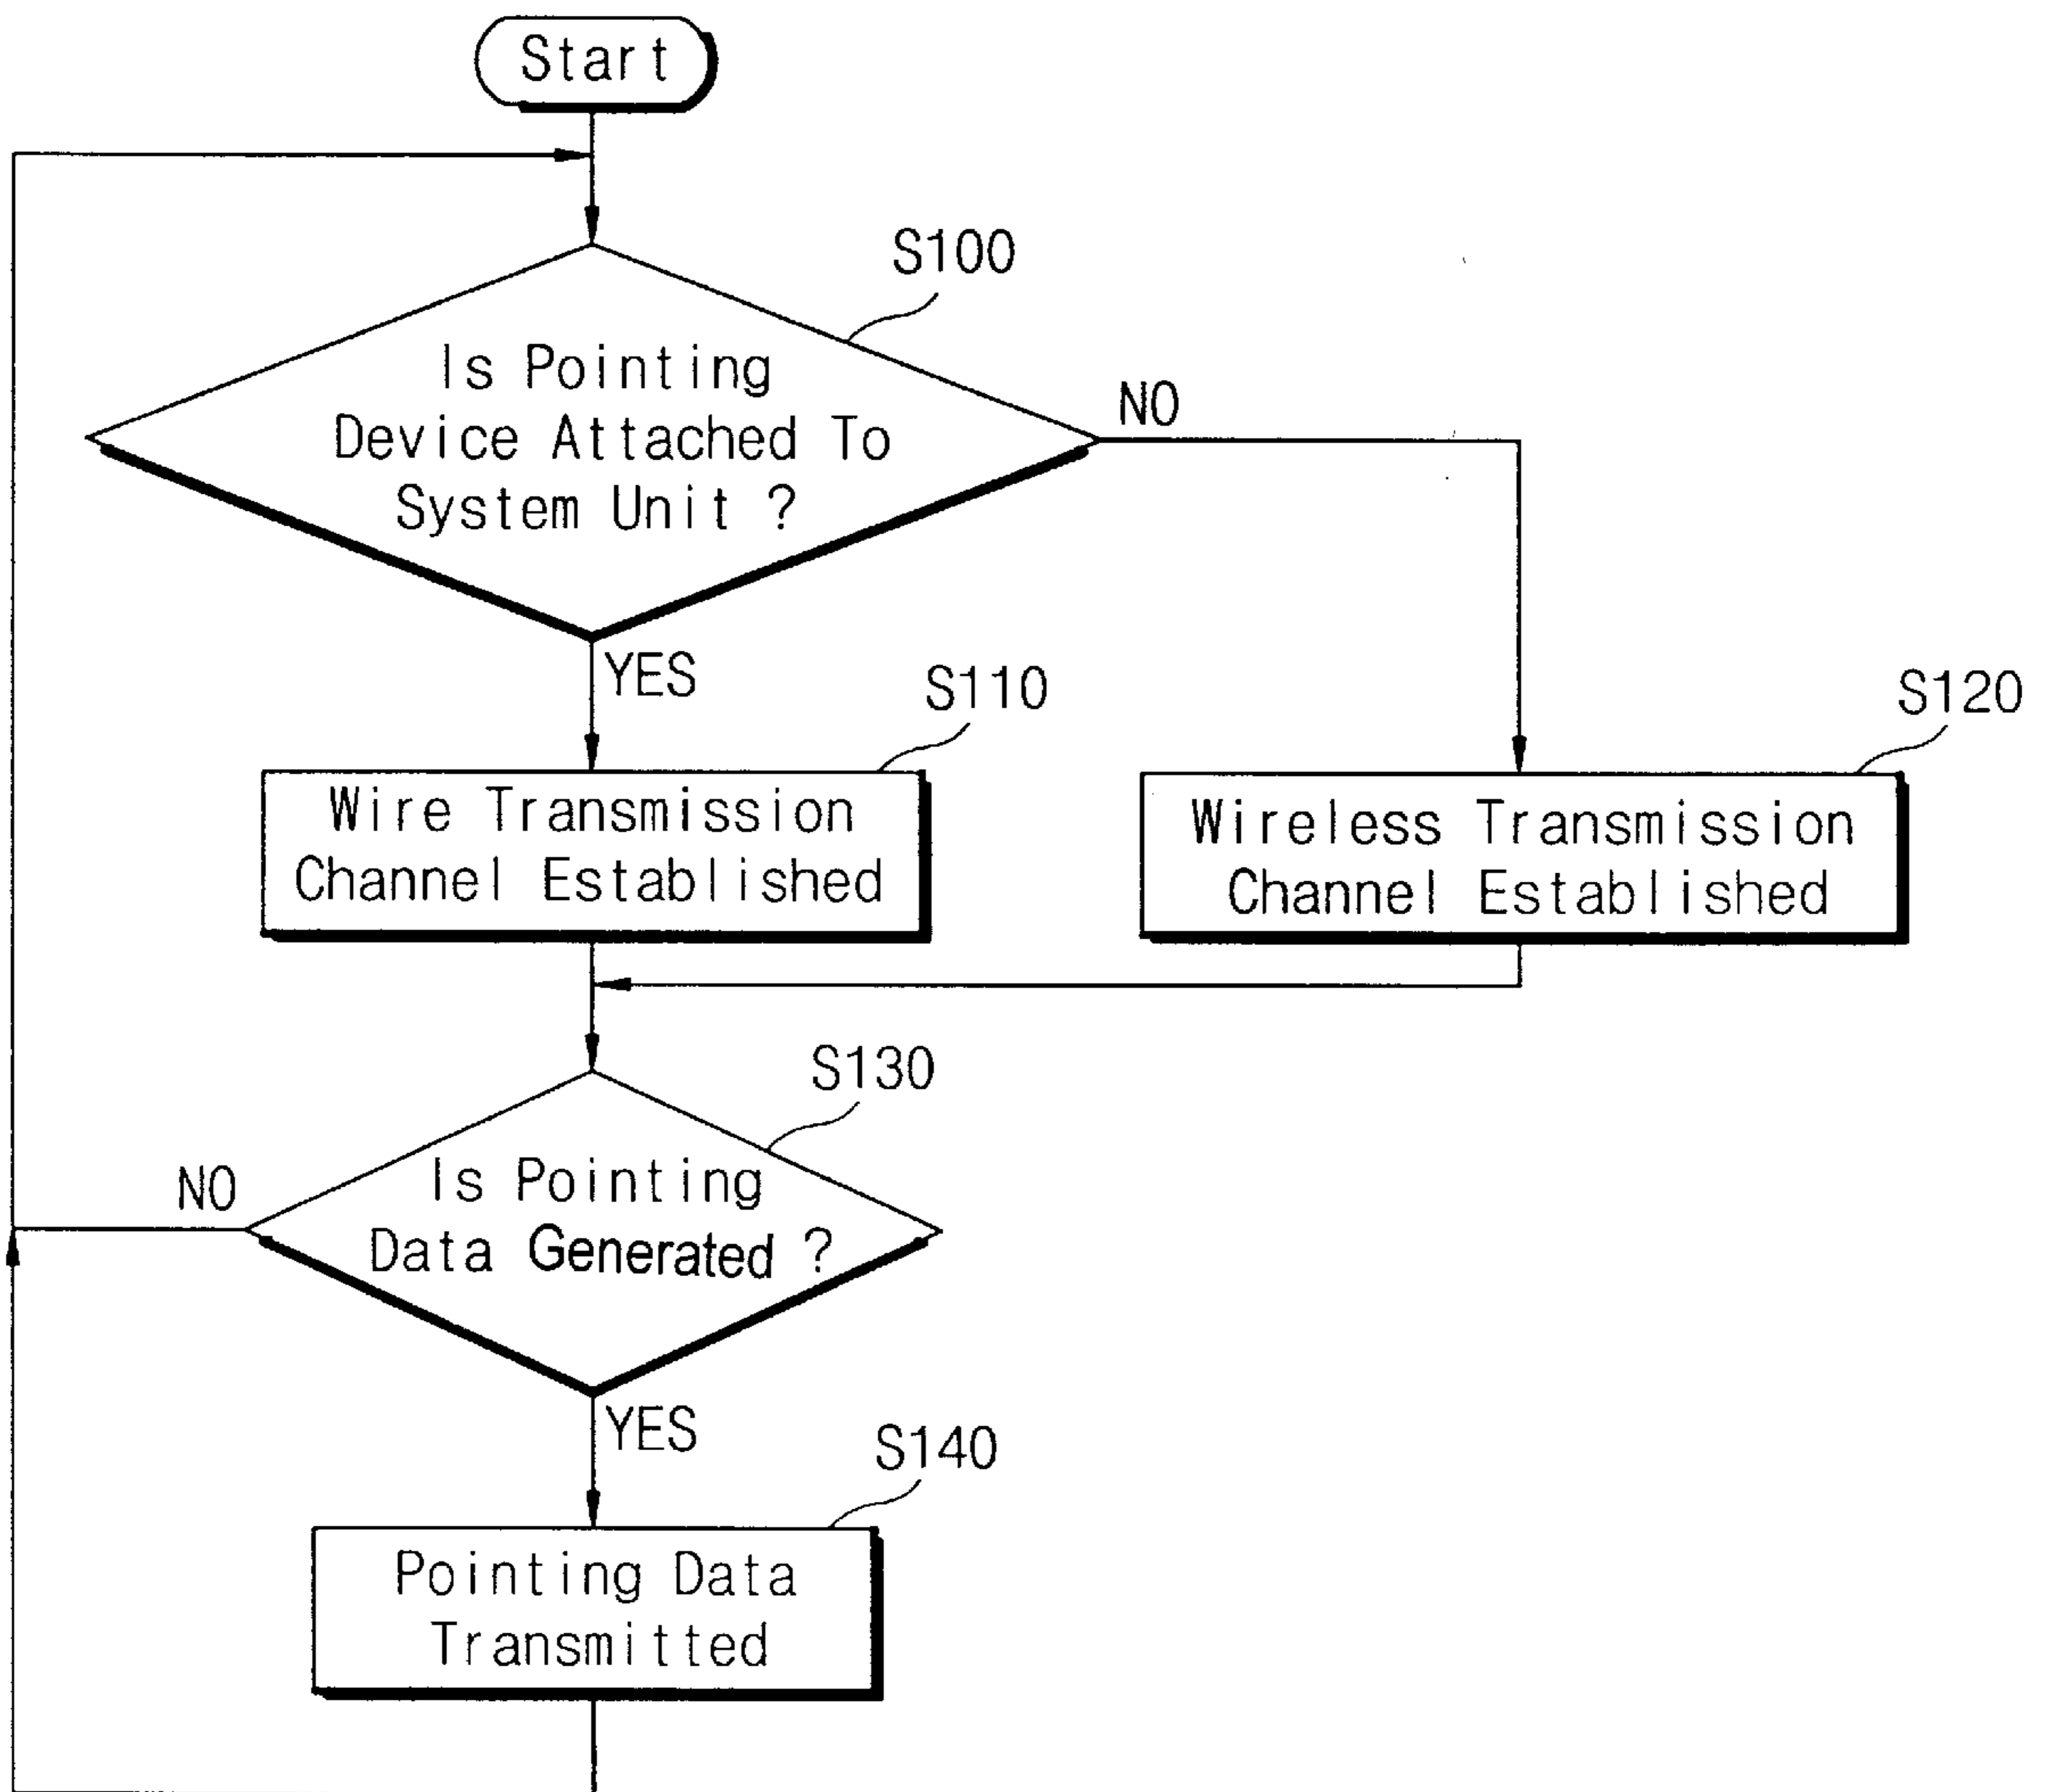 Start
S100
Is Pointing
Device Attached To
System Unit ?
NO
YES
S110
S120
Wire Transmission
Channel Established
Wireless Transmission
Channel Established
S130
NO
Is Pointing
Data Generated ?
YES
S140
Pointing Data
Transmitted